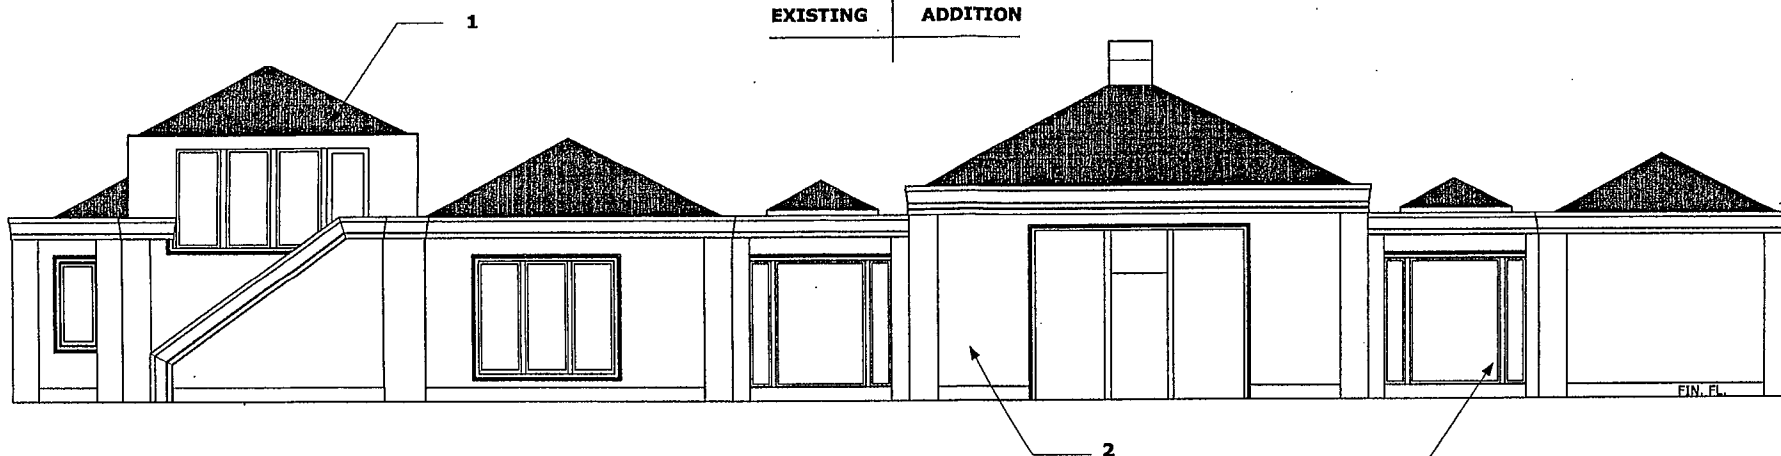 EXISTING ADDITION
1
FIN. FL.
2